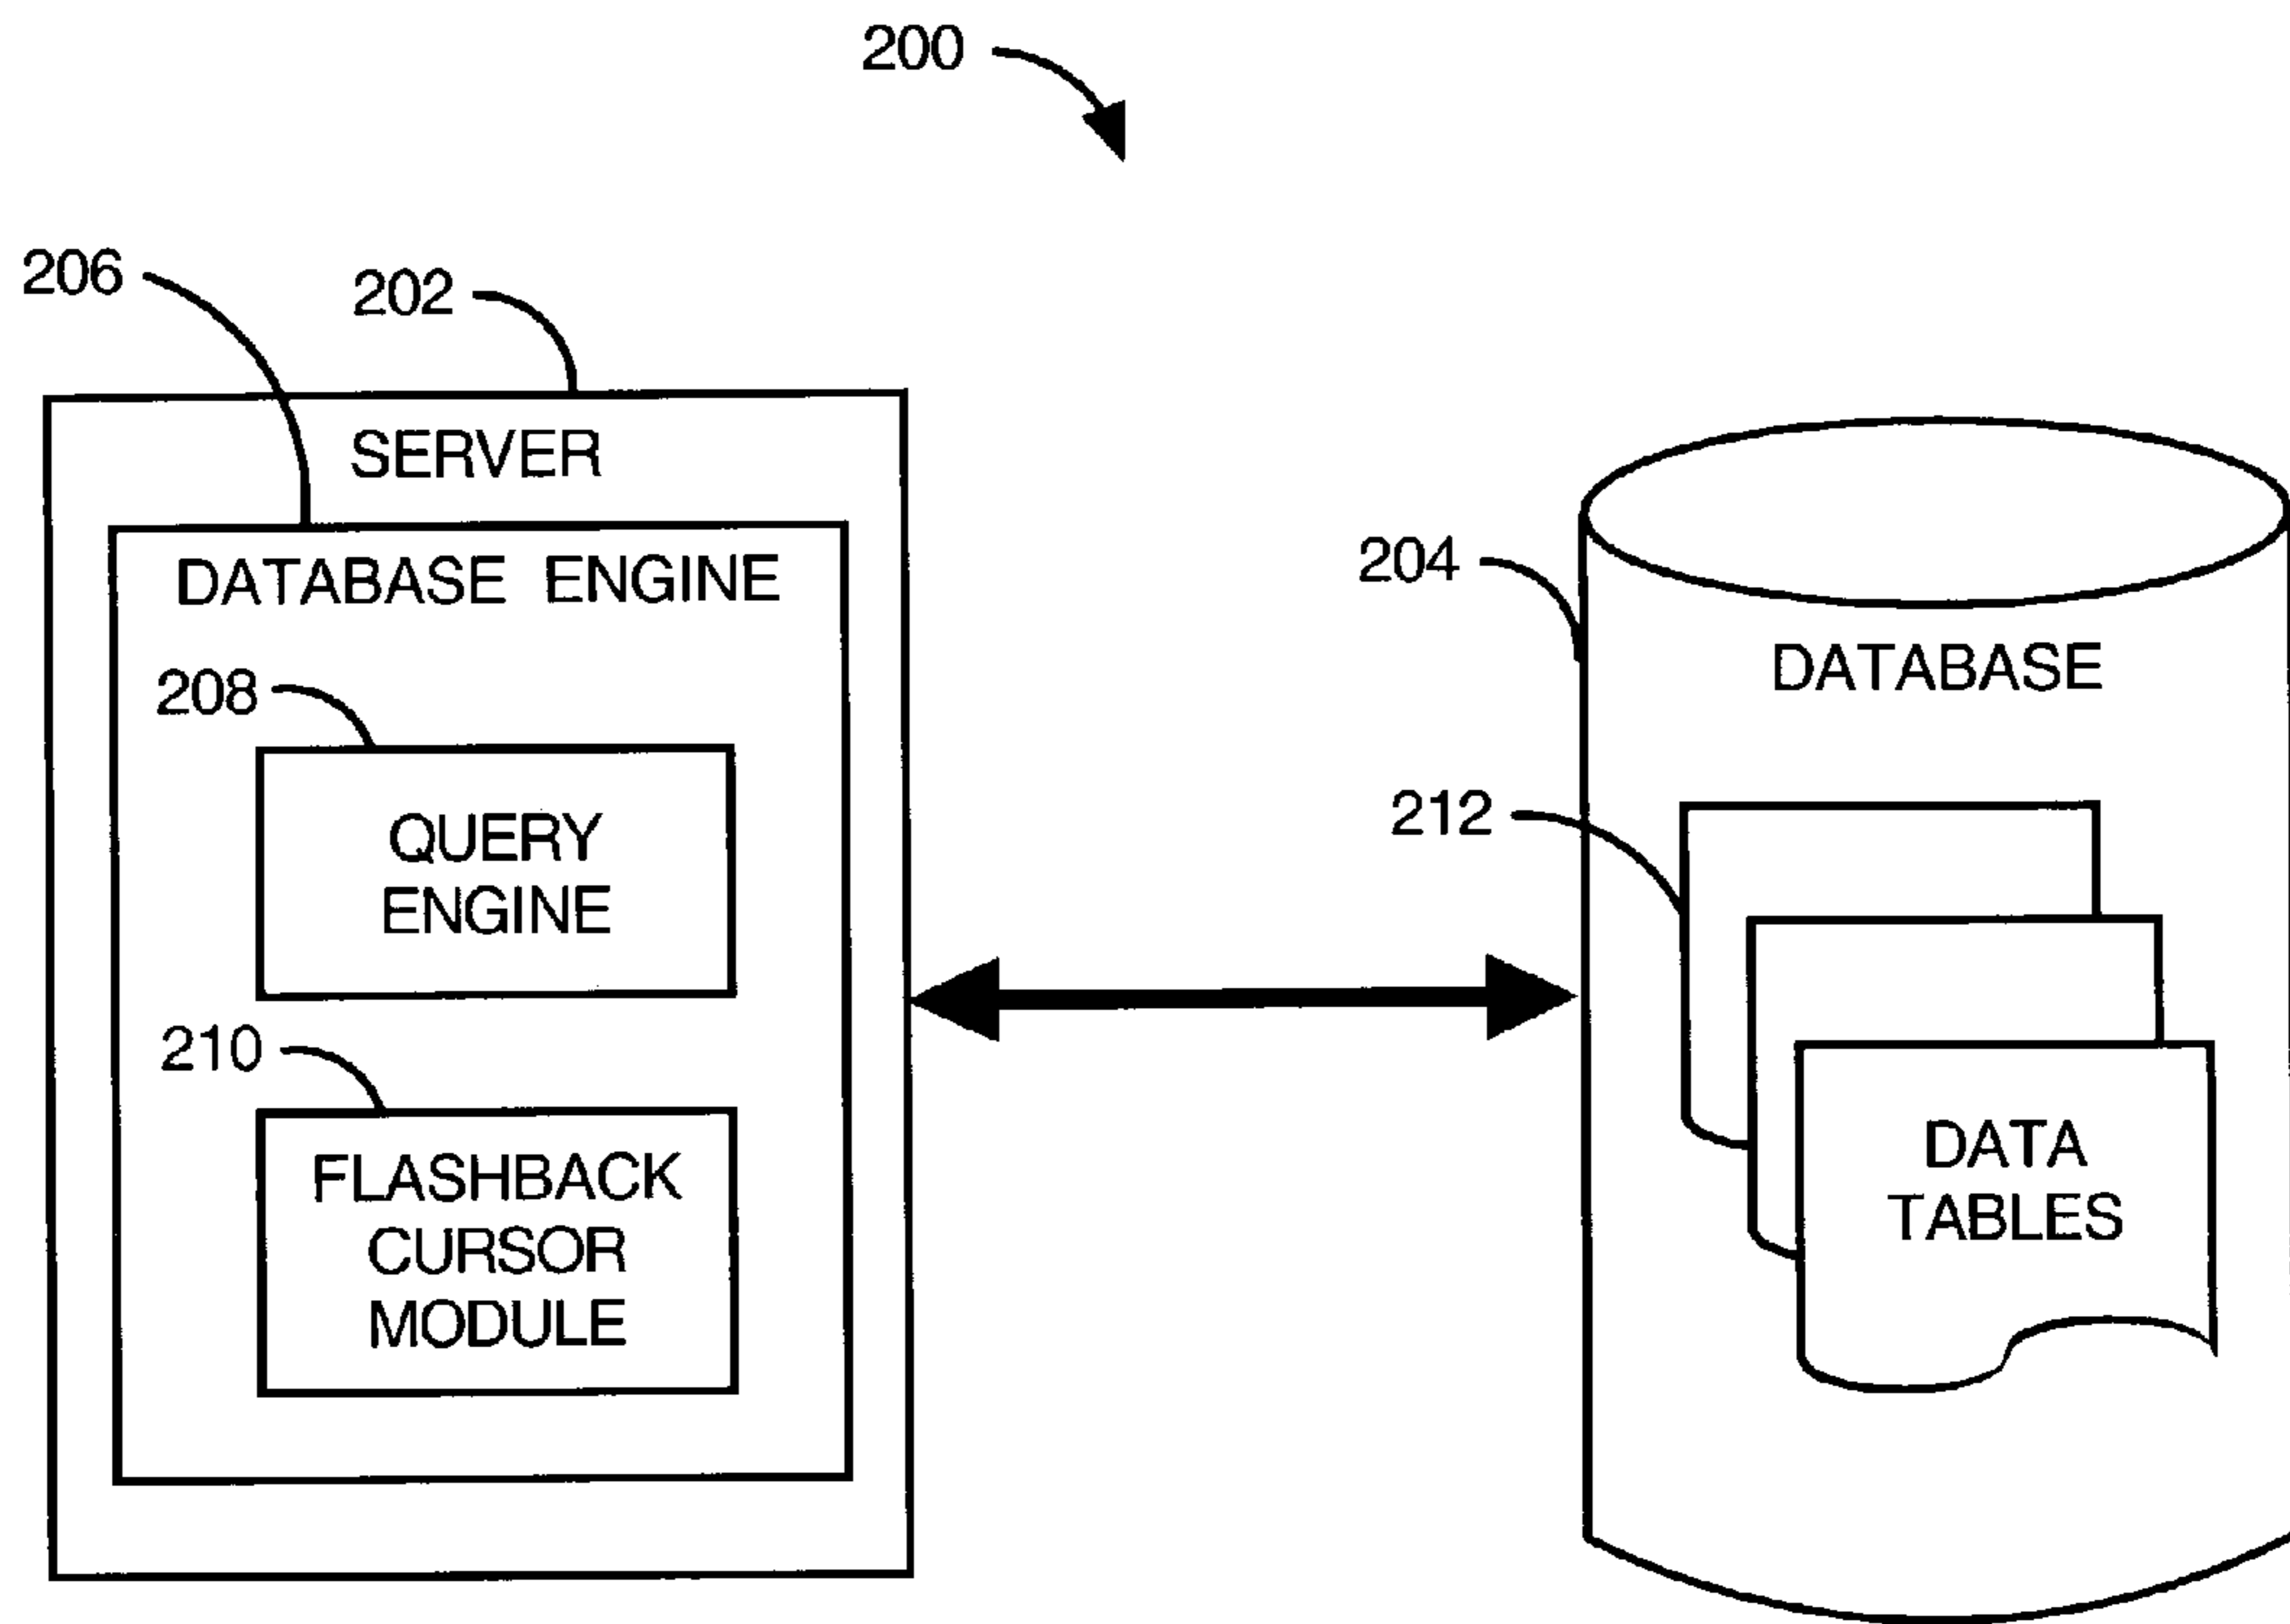 200
206
202
SERVER
DATABASE ENGINE
208
QUERY
ENGINE
210
FLASHBACK
CURSOR
MODULE
204
DATABASE
212
DATA
TABLES